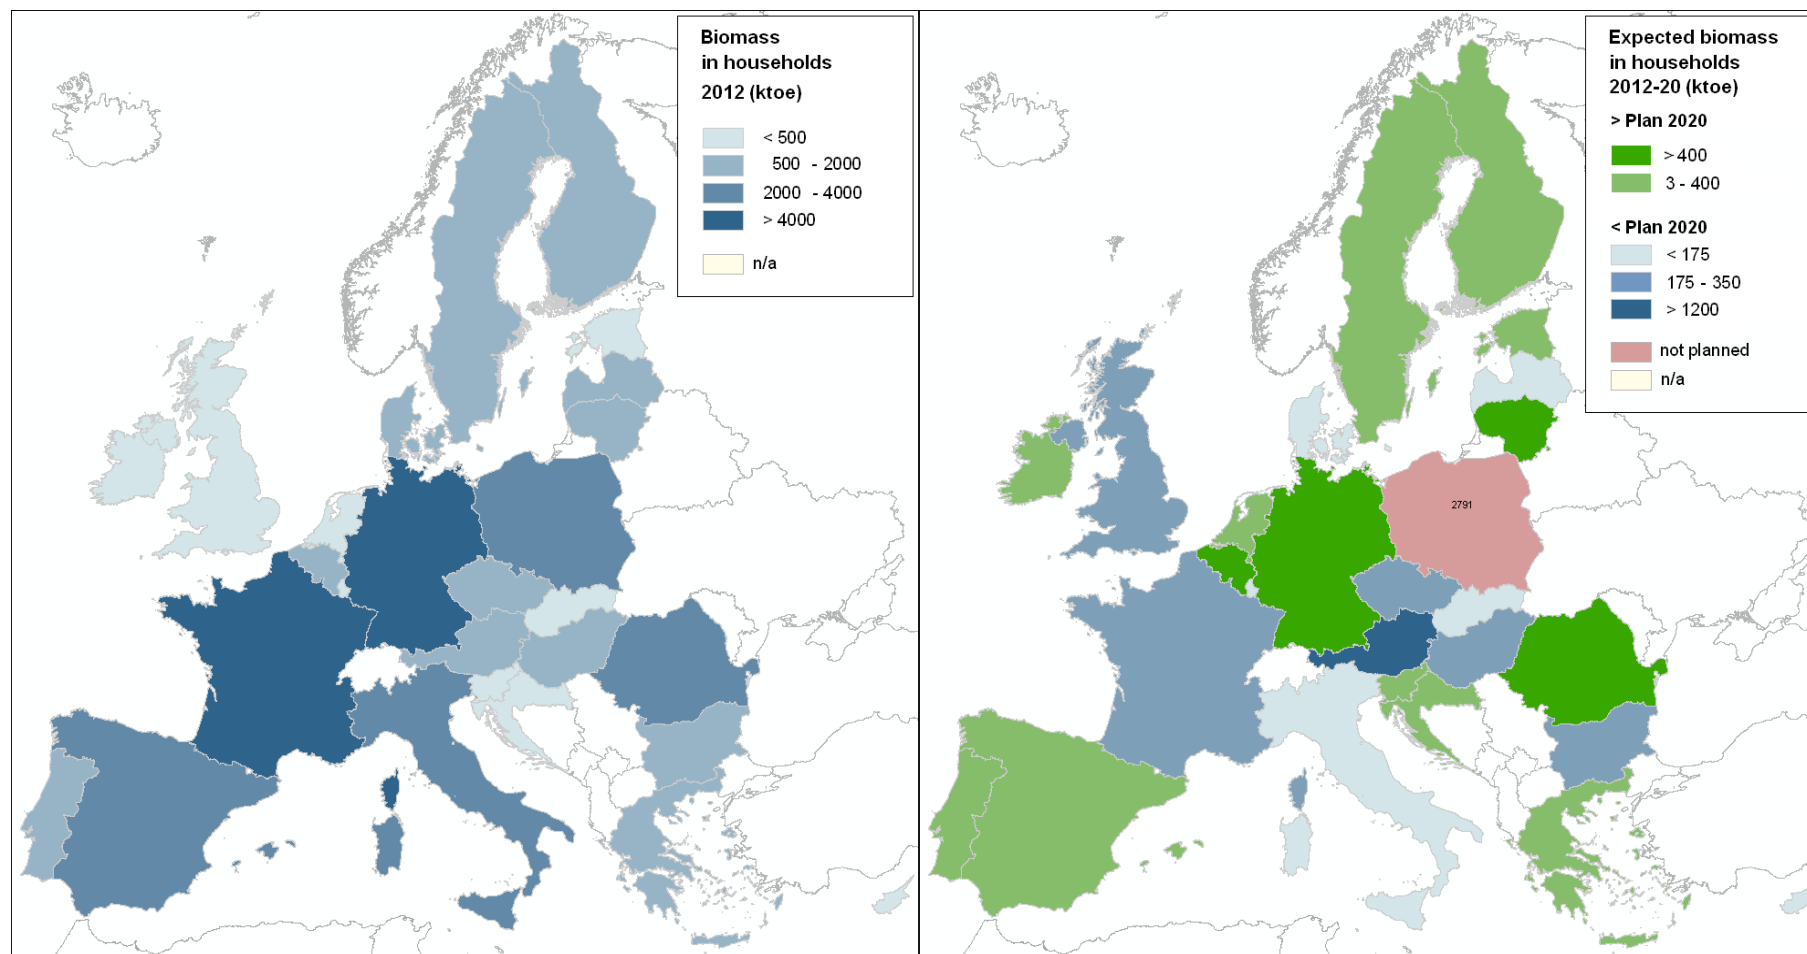 Biomass
in households
2012 (ktoe)
< 500
500 - 2000
2000 - 4000
> 4000
n/a
Expected biomass
in households
2012-20 (ktoe)
> Plan 2020
> 400
3 - 400
< Plan 2020
< 175
175 - 350
> 1200
not planned
n/a
2791